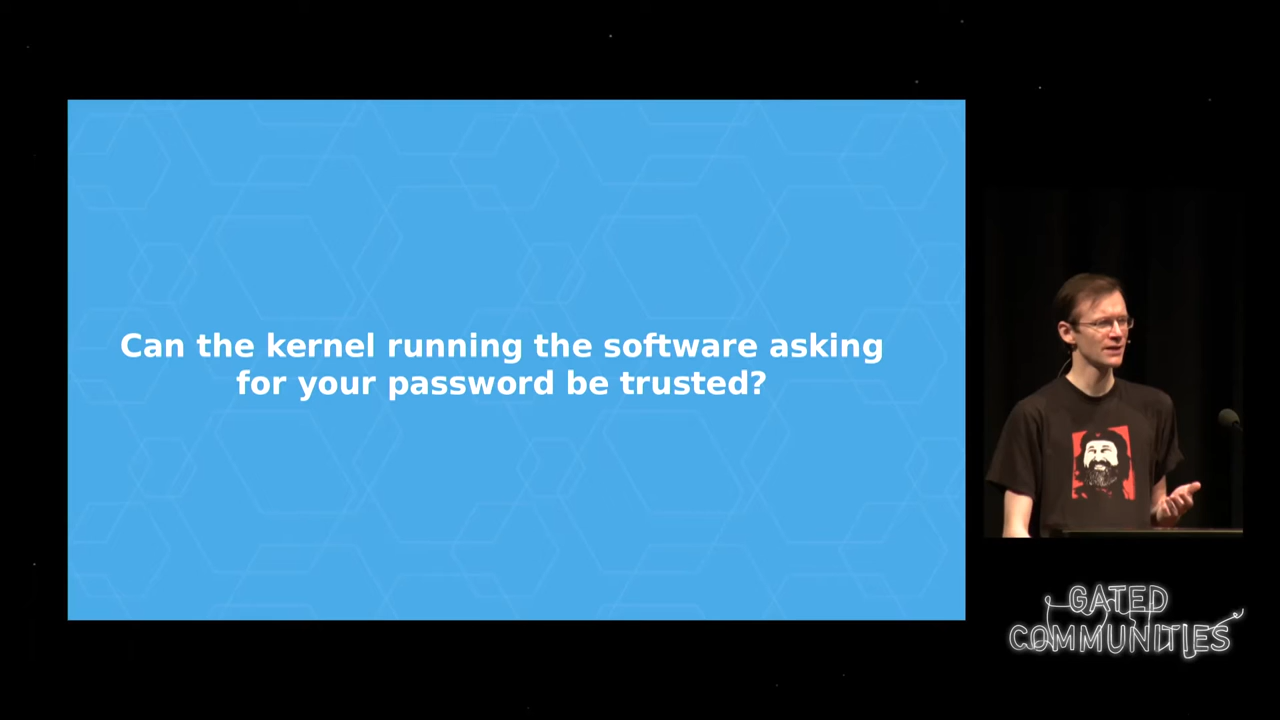 Can the kernel running the software asking
for your password be trusted?
GATED
COMMUNITIES